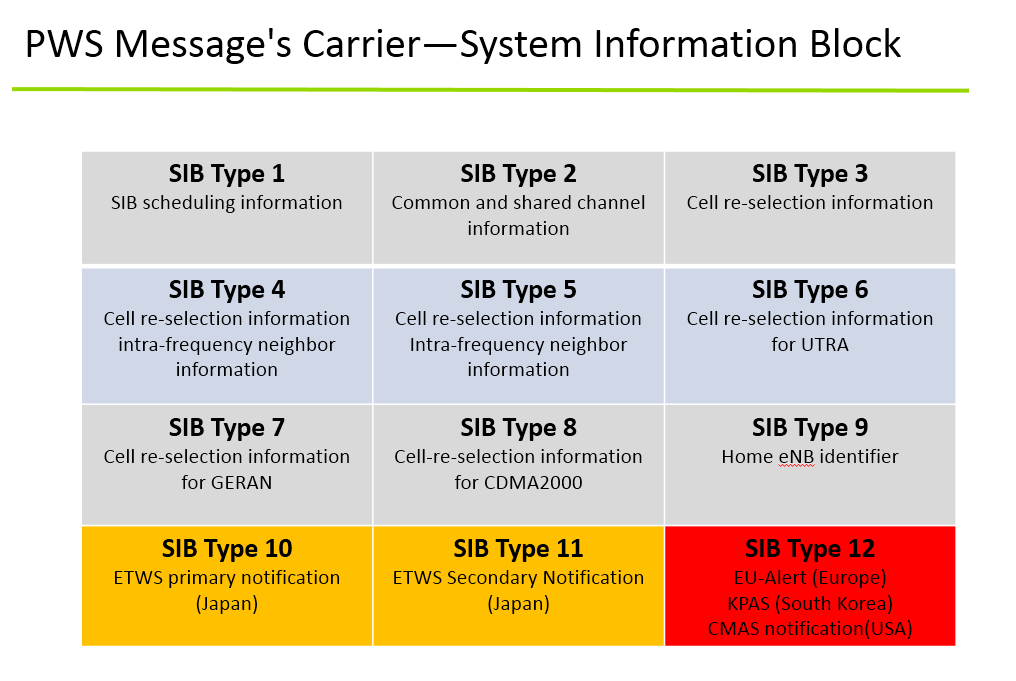 PWS Message's Carrier—System Information Block
SIB Type 1
SIB scheduling information
SIB Type 2
Common and shared channel
information
SIB Type 3
Cell re-selection information
SIB Type 4
Cell re-selection information
intra-frequency neighbor
information
SIB Type 5
Cell re-selection information
Intra-frequency neighbor
information
SIB Type 6
Cell re-selection information
for UTRA
SIB Type 7
Cell re-selection information
for GERAN
SIB Type 8
Cell-re-selection information
for CDMA2000
SIB Type 9
Home eNB identifier
SIB Type 10
ETWS primary notification
(Japan)
SIB Type 11
ETWS Secondary Notification
(Japan)
SIB Type 12
EU-Alert (Europe)
KPAS (South Korea)
CMAS notification(USA)